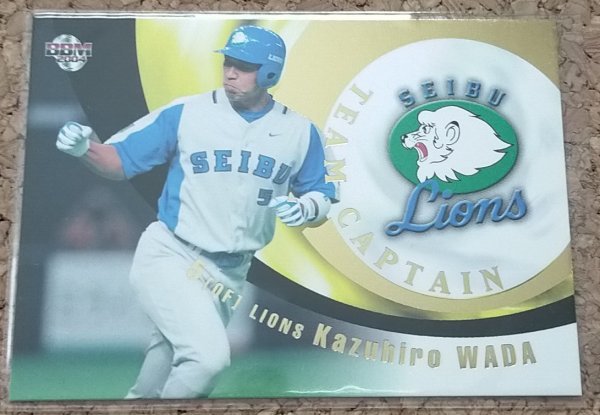 BBM
2004
SEIBU
Lions
TEAM CAPTAIN
SEIBU
5
5 [OF] LIONS Kazuhiro WADA